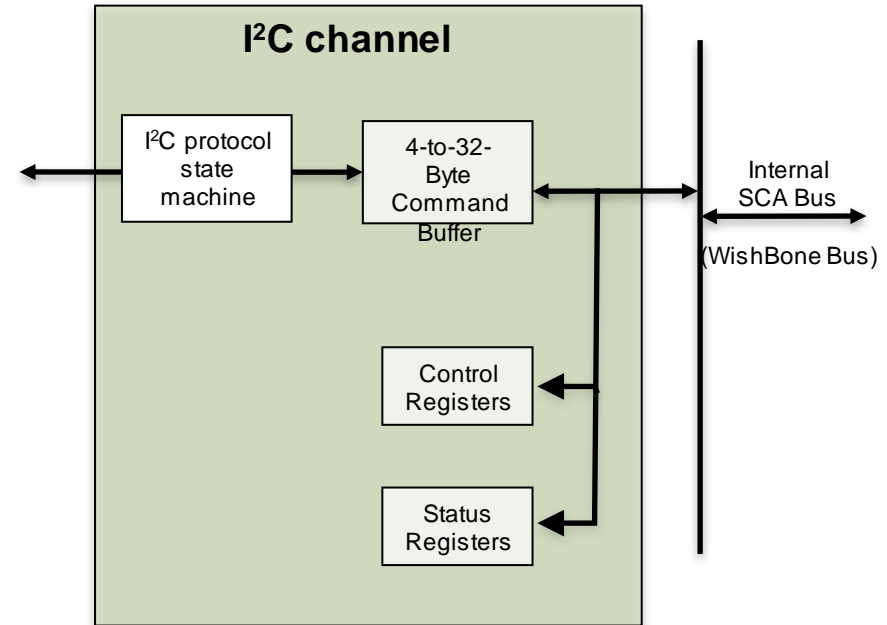 I²C channel
I²C protocol
state
machine
4-to-32-
Byte
Command
Buffer
Internal
SCA Bus
(WishBone Bus)
Control
Registers
Status
Registers